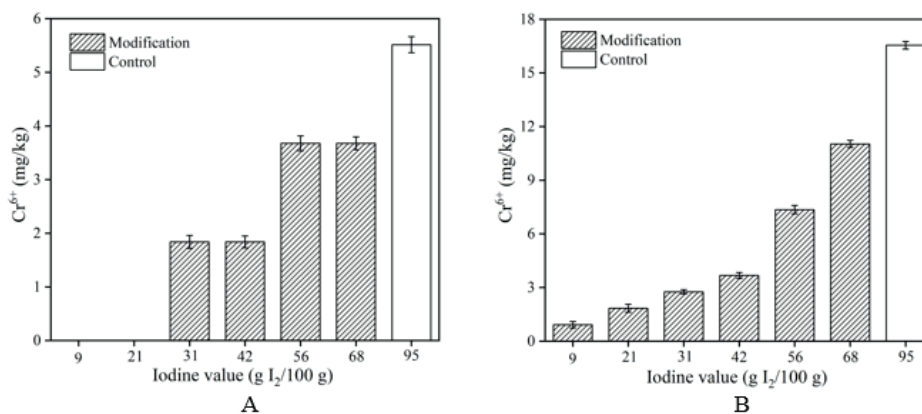 6
5
4
3
2
1
0
Cr⁶⁺ (mg/kg)
Modification
Control
9 21 31 42 56 68 95
Iodine value (g I₂/100 g)
A
18
15
12
9
6
3
0
Cr⁶⁺ (mg/kg)
Modification
Control
9 21 31 42 56 68 95
Iodine value (g I₂/100 g)
B